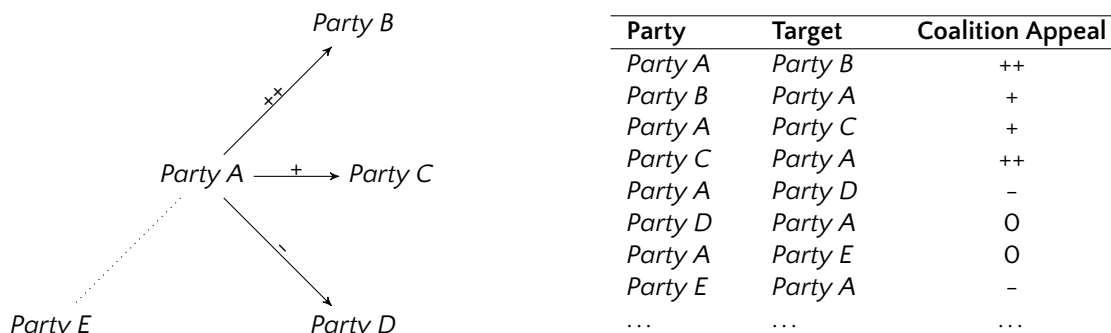 Party B
++
Party A
+
Party C
-
Party E
Party D
Party Target Coalition Appeal
Party A Party B ++
Party B Party A +
Party A Party C +
Party C Party A ++
Party A Party D –
Party D Party A 0
Party A Party E 0
Party E Party A –
... ... ...